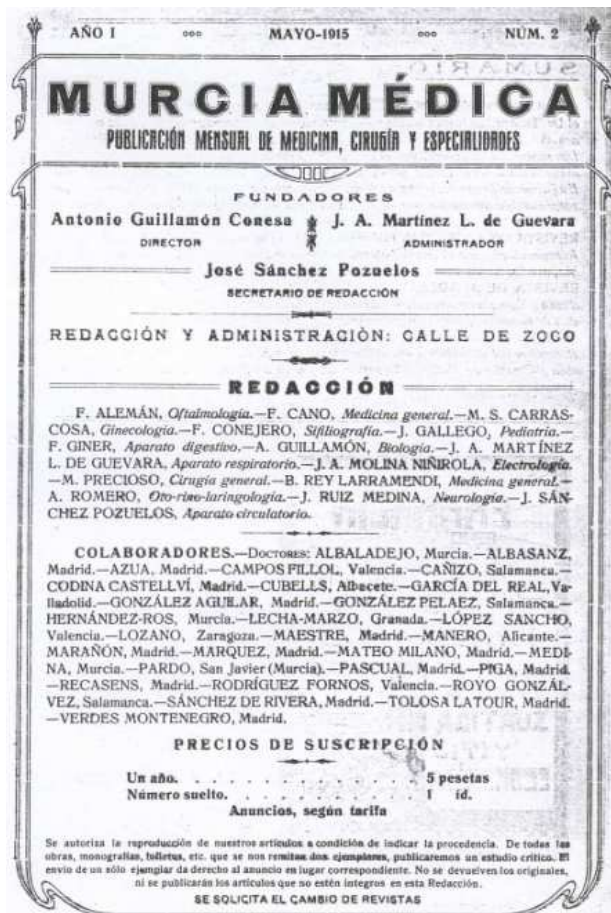 AÑO I ooo MAYO-1915 ooo NÚM. 2
SUMARIO
MURCIA MÉDICA
PUBLICACIÓN MENSUAL DE MEDICINA, CIRUGÍA Y ESPECIALIDADES
FUNDADORES
Antonio Guillamón Conesa J. A. Martínez L. de Guevara
DIRECTOR ADMINISTRADOR
José Sánchez Pozuelos
SECRETARIO DE REDACCIÓN
REDACCIÓN Y ADMINISTRACIÓN: CALLE DE ZOCO
REDACCIÓN
F. ALEMÁN, Oftalmología.—F. CANO, Medicina general.—M. S. CARRAS-
COSA, Ginecología.—F. CONEJERO, Sifiliografía.—J. GALLEGO, Pediatría.—
F. GINER, Aparato digestivo.—A. GUILLAMÓN, Biología.—J. A. MARTÍNEZ
L. DE GUEVARA, Aparato respiratorio.—J. A. MOLINA NIÑIROLA, Electrología.
—M. PRECIOSO, Cirugía general.—B. REY LARRAMENDI, Medicina general.—
A. ROMERO, Oto-rino-laringología.—J. RUIZ MEDINA, Neurología.—J. SÁN-
CHEZ POZUELOS, Aparato circulatorio.
COLABORADORES.—DOCTORES: ALBALADEJO, Murcia.—ALBASANZ,
Madrid.—AZUA, Madrid.—CAMPOS FILLOL, Valencia.—CAÑIZO, Salamanca.—
CODINA CASTELLVÍ, Madrid.—CUBELLS, Albacete.—GARCÍA DEL REAL, Va-
lladolid.—GONZÁLEZ AGUILAR, Madrid.—GONZÁLEZ PELAEZ, Salamanca.—
HERNÁNDEZ-ROS, Murcia.—LECHA-MARZO, Granada.—LÓPEZ SANCHO,
Valencia.—LOZANO, Zaragoza.—MAESTRE, Madrid.—MANERO, Alicante.—
MARAÑÓN, Madrid.—MARQUEZ, Madrid.—MATEO MILANO, Madrid.—MEDI-
NA, Murcia.—PARDO, San Javier (Murcia).—PASCUAL, Madrid.—PIGA, Madrid
—RECASENS, Madrid.—RODRÍGUEZ FORNOS, Valencia.—ROYO GONZÁL-
VEZ, Salamanca.—SÁNCHEZ DE RIVERA, Madrid.—TOLOSA LATOUR, Madrid.
—VERDES MONTENEGRO, Madrid.
PRECIOS DE SUSCRIPCIÓN
Un año. . . . . . . . . . . . 5 pesetas
Número suelto. . . . . . . . . . 1 íd.
Anuncios, según tarifa
Se autoriza la reproducción de nuestros artículos a condición de indicar la procedencia. De todas las
obras, monografías, folletos, etc. que se nos remitan dos ejemplares, publicaremos un estudio crítico. El
envío de un sólo ejemplar da derecho al anuncio en lugar correspondiente. No se devuelven los originales,
ni se publicarán los artículos que no estén íntegros en esta Redacción.
SE SOLICITA EL CAMBIO DE REVISTAS